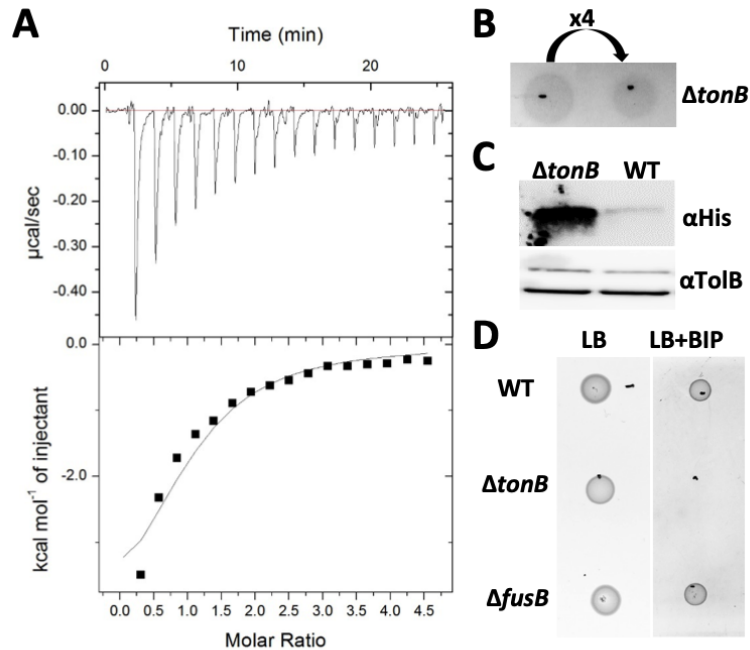 A
Time (min)
0 10 20
0.00
-0.10
-0.20
-0.30
-0.40
µcal/sec
0.0
-2.0
kcal mol⁻¹ of injectant
0.0 0.5 1.0 1.5 2.0 2.5 3.0 3.5 4.0 4.5
Molar Ratio
B
x4
ΔtonB
C
ΔtonB WT
αHis
αTolB
D
LB LB+BIP
WT
ΔtonB
ΔfusB